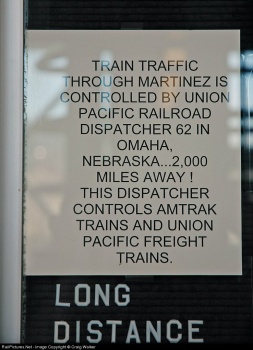 TRAIN TRAFFIC
THROUGH MARTINEZ IS
CONTROLLED BY UNION
PACIFIC RAILROAD
DISPATCHER 62 IN
OMAHA,
NEBRASKA...2,000
MILES AWAY !
THIS DISPATCHER
CONTROLS AMTRAK
TRAINS AND UNION
PACIFIC FREIGHT
TRAINS.
LONG
DISTANCE
RailPictures.Net - Image Copyright © Craig Walker